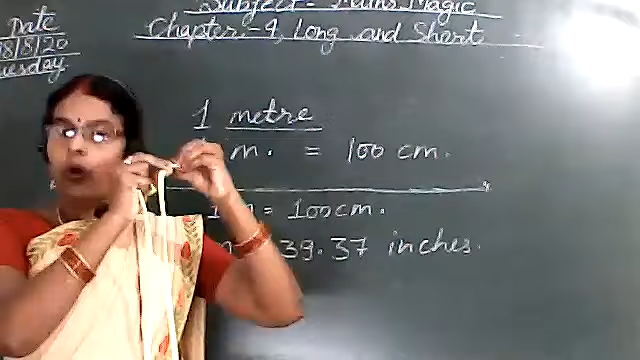 Date
18/8/20
Tuesday
Subject - Maths Magic
Chapter - 4, Long and Short
1 metre
m. = 100 cm.
1 = 100 cm.
39.37 inches.